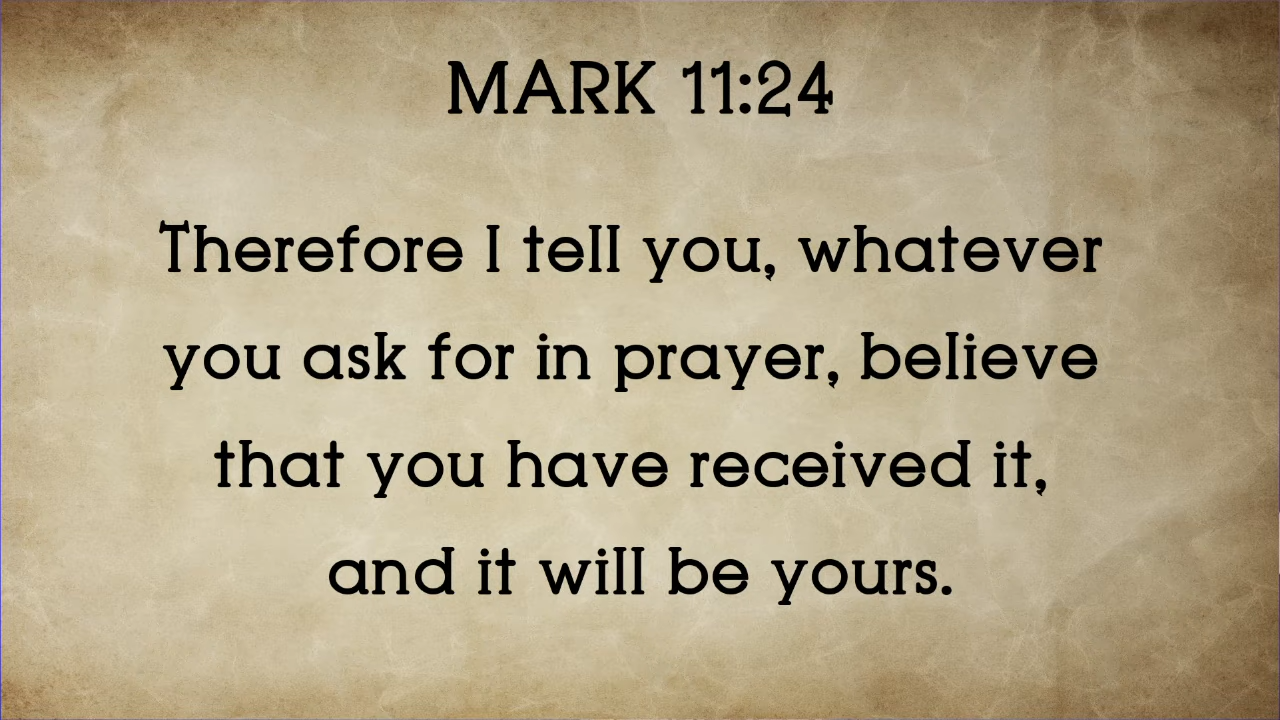 MARK 11:24
Therefore I tell you, whatever
you ask for in prayer, believe
that you have received it,
and it will be yours.